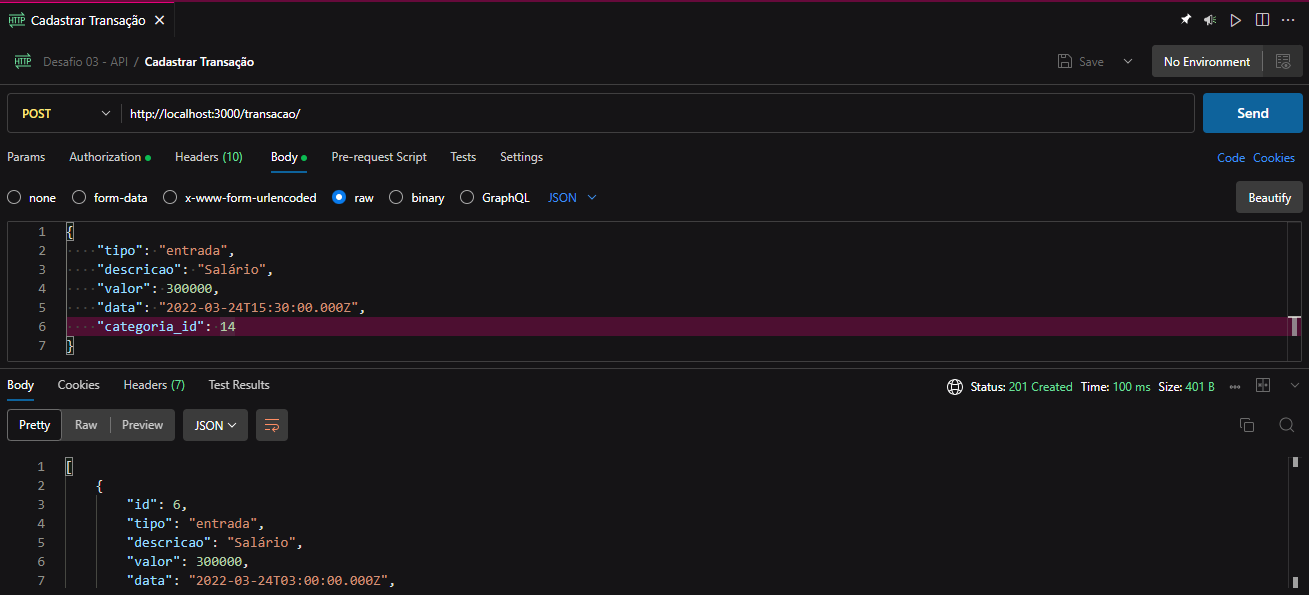 HTTP Cadastrar Transação
HTTP Desafio 03 - API / Cadastrar Transação Save No Environment
POST http://localhost:3000/transacao/ Send
Params Authorization Headers (10) Body Pre-request Script Tests Settings Code Cookies
none form-data x-www-form-urlencoded raw binary GraphQL JSON Beautify
1 {
2 "tipo": "entrada",
3 "descricao": "Salário",
4 "valor": 300000,
5 "data": "2022-03-24T15:30:00.000Z",
6 "categoria_id": 14
7 }
Body Cookies Headers (7) Test Results Status: 201 Created Time: 100 ms Size: 401 B
Pretty Raw Preview JSON
1 [
2 {
3 "id": 6,
4 "tipo": "entrada",
5 "descricao": "Salário",
6 "valor": 300000,
7 "data": "2022-03-24T03:00:00.000Z",